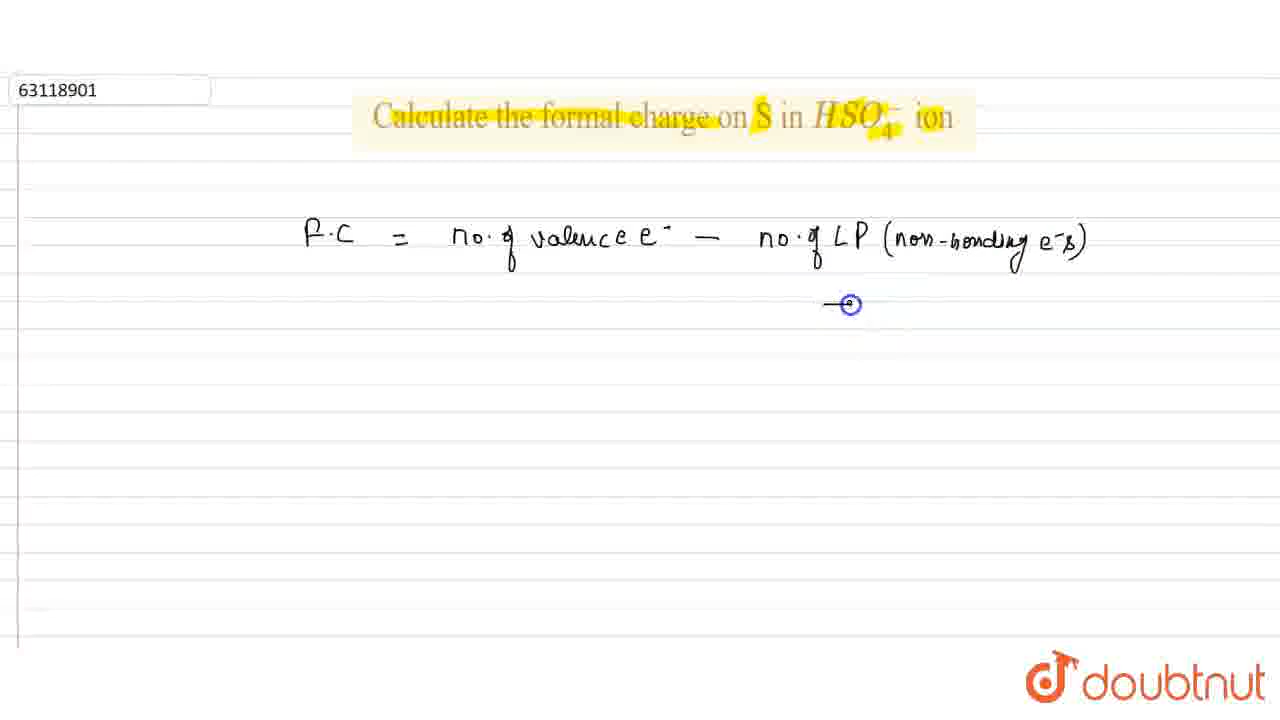 63118901
Calculate the formal charge on S in HSO₄⁻ ion
F.C = no. of valence e⁻ — no. of LP (non-bonding e⁻s)
—
doubtnut